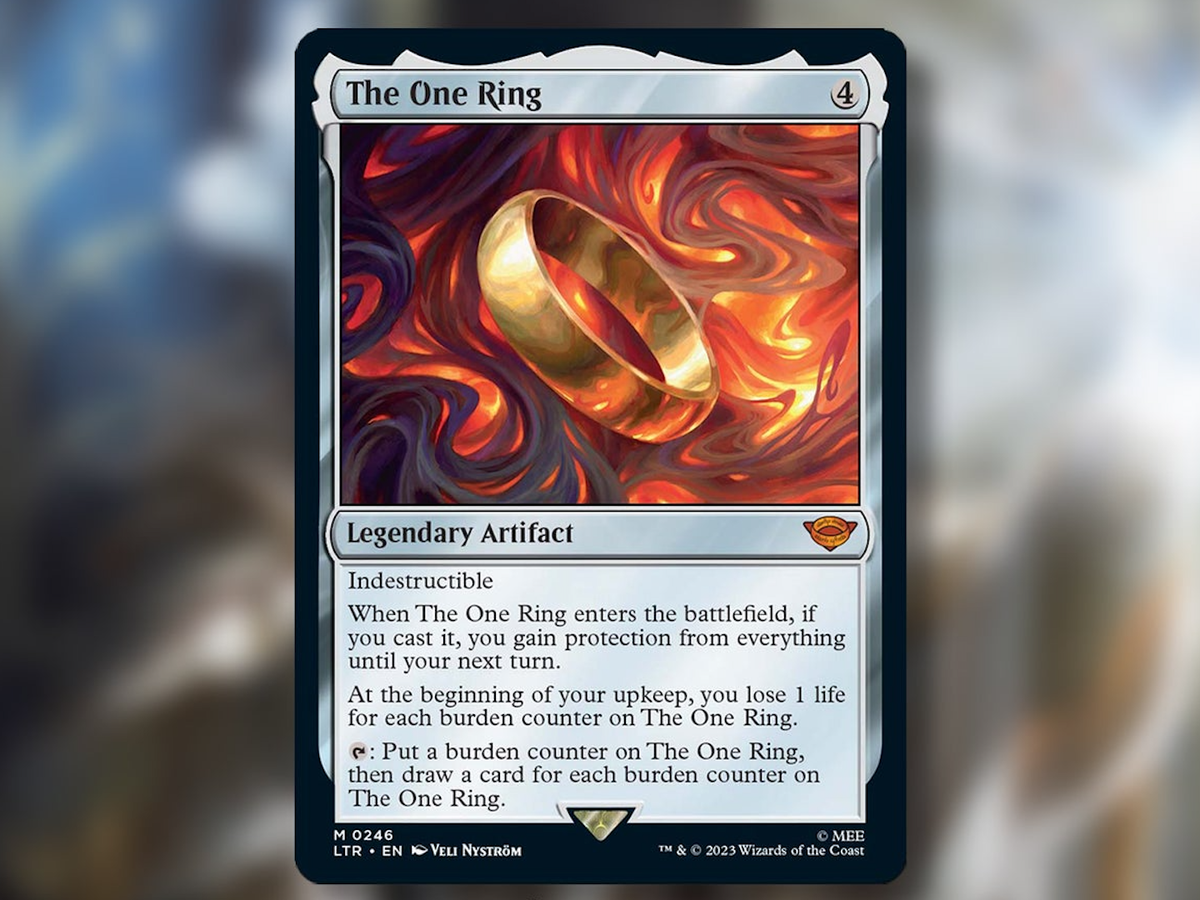 The One Ring 4
Legendary Artifact
Indestructible
When The One Ring enters the battlefield, if
you cast it, you gain protection from everything
until your next turn.
At the beginning of your upkeep, you lose 1 life
for each burden counter on The One Ring.
: Put a burden counter on The One Ring,
then draw a card for each burden counter on
The One Ring.
M 0246
LTR • EN VELI NYSTRÖM
© MEE
™ & © 2023 Wizards of the Coast